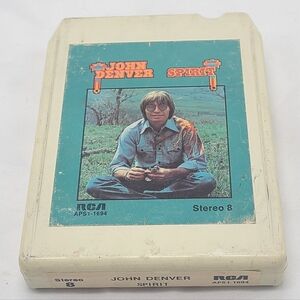 JOHN DENVER SPIRIT
RCA Stereo 8
APS1-1694
Stereo 8 JOHN DENVER RCA
SPIRIT APS1-1694